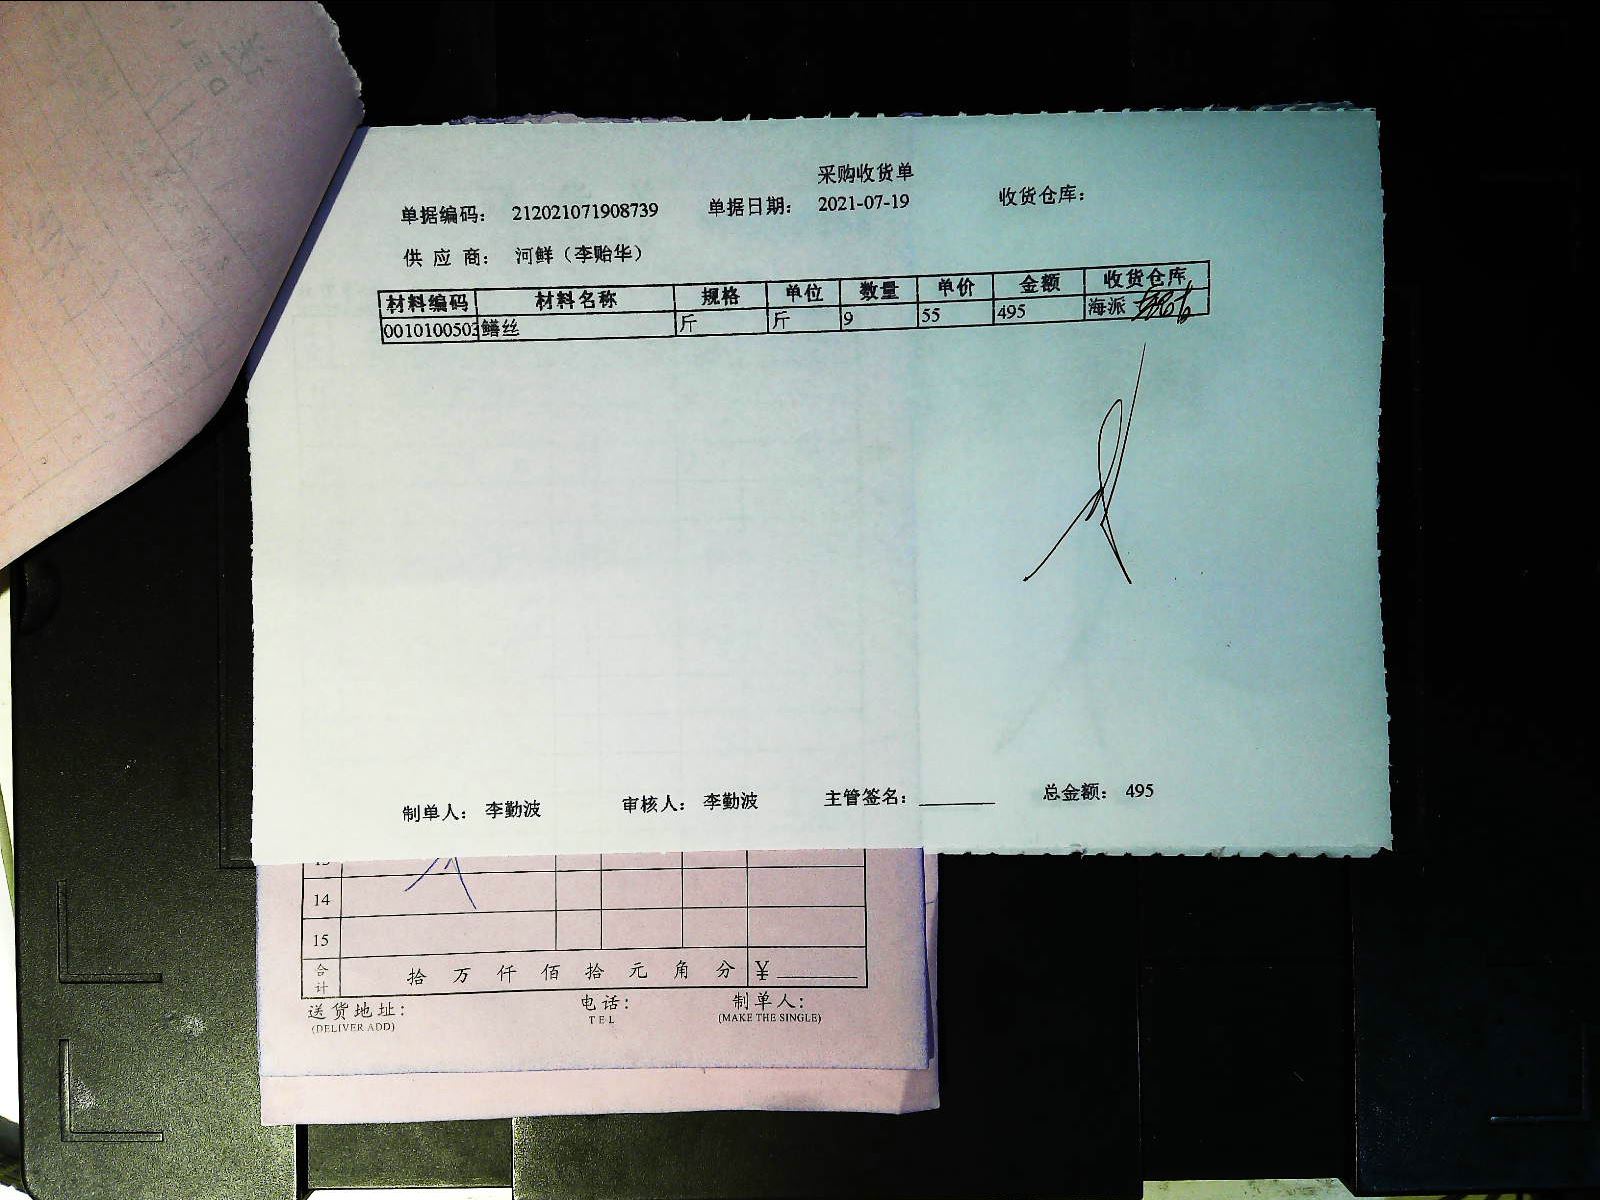 采购收货单
单据编码： 212021071908739 单据日期： 2021-07-19 收货仓库：
供 应 商： 河鲜（李贻华）
材料编码 材料名称 规格 单位 数量 单价 金额 收货仓库
0010100503 鳝丝 斤 斤 9 55 495 海派
制单人： 李勤波 审核人： 李勤波 主管签名： 总金额： 495
14
15
合计 拾 万 仟 佰 拾 元 角 分 ¥
送货地址： 电话： 制单人：
(DELIVER ADD) TEL (MAKE THE SINGLE)